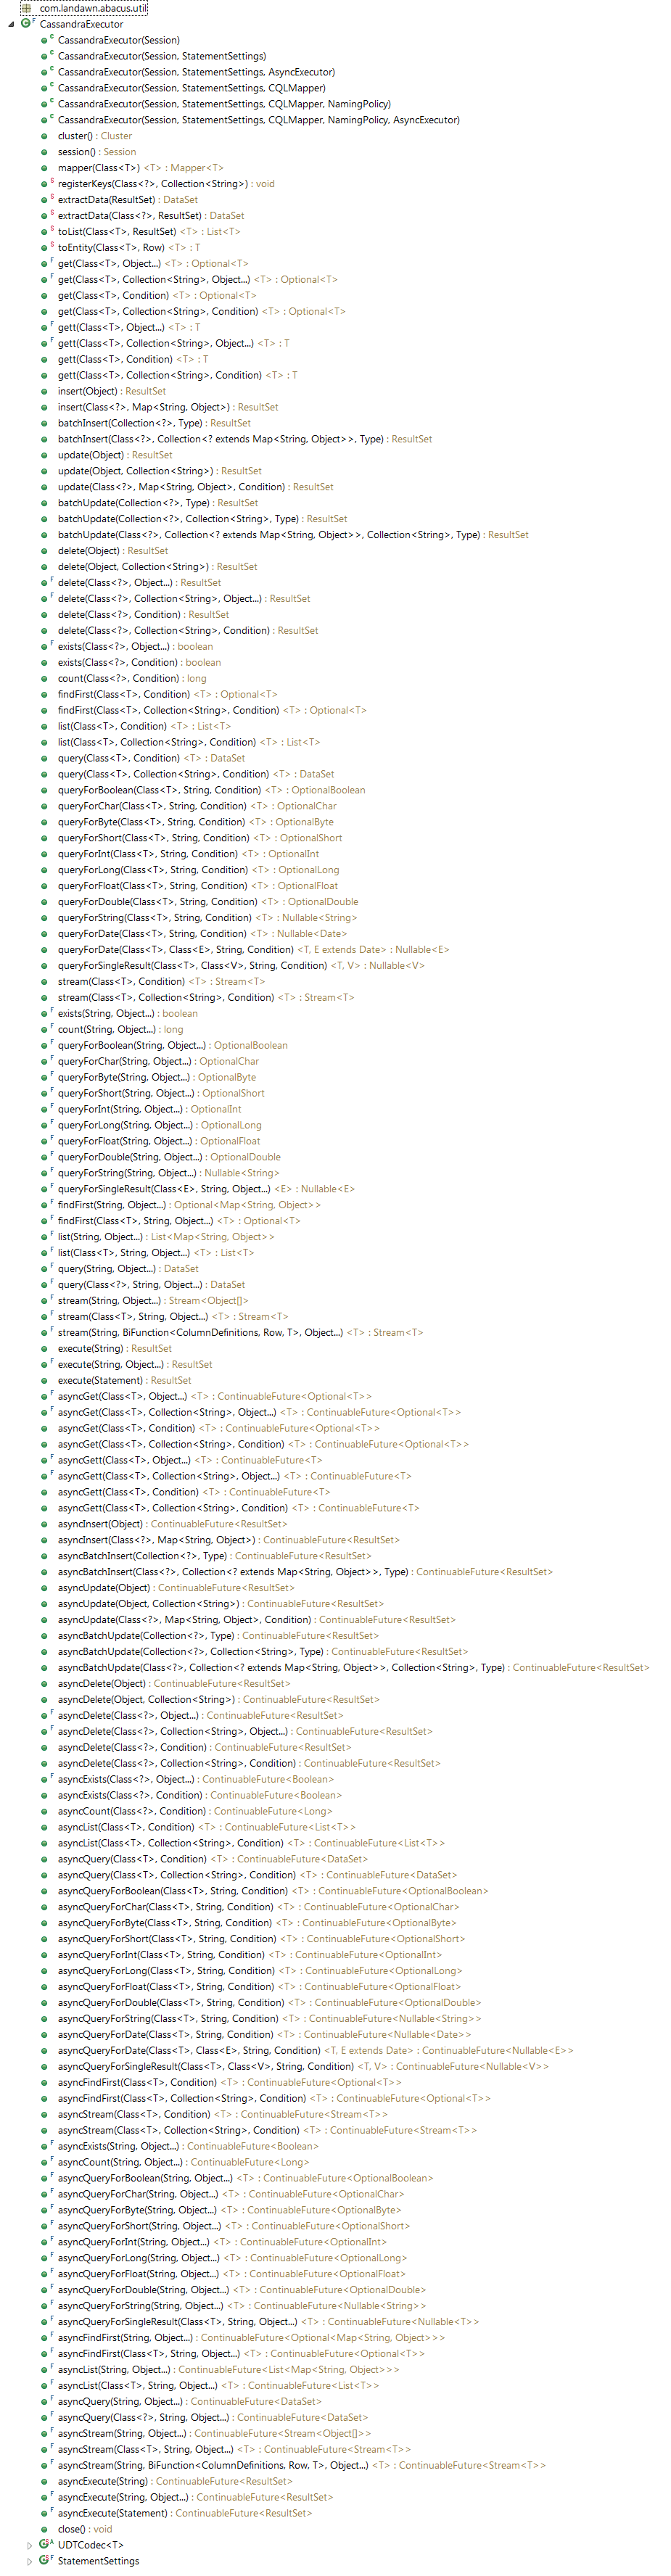 com.landawn.abacus.util
CassandraExecutor
CassandraExecutor(Session)
CassandraExecutor(Session, StatementSettings)
CassandraExecutor(Session, StatementSettings, AsyncExecutor)
CassandraExecutor(Session, StatementSettings, CQLMapper)
CassandraExecutor(Session, StatementSettings, CQLMapper, NamingPolicy)
CassandraExecutor(Session, StatementSettings, CQLMapper, NamingPolicy, AsyncExecutor)
cluster() : Cluster
session() : Session
mapper(Class<T>) <T> : Mapper<T>
registerKeys(Class<?>, Collection<String>) : void
extractData(ResultSet) : DataSet
extractData(Class<?>, ResultSet) : DataSet
toList(Class<T>, ResultSet) <T> : List<T>
toEntity(Class<T>, Row) <T> : T
get(Class<T>, Object...) <T> : Optional<T>
get(Class<T>, Collection<String>, Object...) <T> : Optional<T>
get(Class<T>, Condition) <T> : Optional<T>
get(Class<T>, Collection<String>, Condition) <T> : Optional<T>
gett(Class<T>, Object...) <T> : T
gett(Class<T>, Collection<String>, Object...) <T> : T
gett(Class<T>, Condition) <T> : T
gett(Class<T>, Collection<String>, Condition) <T> : T
insert(Object) : ResultSet
insert(Class<?>, Map<String, Object>) : ResultSet
batchInsert(Collection<?>, Type) : ResultSet
batchInsert(Class<?>, Collection<? extends Map<String, Object>>, Type) : ResultSet
update(Object) : ResultSet
update(Object, Collection<String>) : ResultSet
update(Class<?>, Map<String, Object>, Condition) : ResultSet
batchUpdate(Collection<?>, Type) : ResultSet
batchUpdate(Collection<?>, Collection<String>, Type) : ResultSet
batchUpdate(Class<?>, Collection<? extends Map<String, Object>>, Collection<String>, Type) : ResultSet
delete(Object) : ResultSet
delete(Object, Collection<String>) : ResultSet
delete(Class<?>, Object...) : ResultSet
delete(Class<?>, Collection<String>, Object...) : ResultSet
delete(Class<?>, Condition) : ResultSet
delete(Class<?>, Collection<String>, Condition) : ResultSet
exists(Class<?>, Object...) : boolean
exists(Class<?>, Condition) : boolean
count(Class<?>, Condition) : long
findFirst(Class<T>, Condition) <T> : Optional<T>
findFirst(Class<T>, Collection<String>, Condition) <T> : Optional<T>
list(Class<T>, Condition) <T> : List<T>
list(Class<T>, Collection<String>, Condition) <T> : List<T>
query(Class<T>, Condition) <T> : DataSet
query(Class<T>, Collection<String>, Condition) <T> : DataSet
queryForBoolean(Class<T>, String, Condition) <T> : OptionalBoolean
queryForChar(Class<T>, String, Condition) <T> : OptionalChar
queryForByte(Class<T>, String, Condition) <T> : OptionalByte
queryForShort(Class<T>, String, Condition) <T> : OptionalShort
queryForInt(Class<T>, String, Condition) <T> : OptionalInt
queryForLong(Class<T>, String, Condition) <T> : OptionalLong
queryForFloat(Class<T>, String, Condition) <T> : OptionalFloat
queryForDouble(Class<T>, String, Condition) <T> : OptionalDouble
queryForString(Class<T>, String, Condition) <T> : Nullable<String>
queryForDate(Class<T>, String, Condition) <T> : Nullable<Date>
queryForDate(Class<T>, Class<E>, String, Condition) <T, E extends Date> : Nullable<E>
queryForSingleResult(Class<T>, Class<V>, String, Condition) <T, V> : Nullable<V>
stream(Class<T>, Condition) <T> : Stream<T>
stream(Class<T>, Collection<String>, Condition) <T> : Stream<T>
exists(String, Object...) : boolean
count(String, Object...) : long
queryForBoolean(String, Object...) : OptionalBoolean
queryForChar(String, Object...) : OptionalChar
queryForByte(String, Object...) : OptionalByte
queryForShort(String, Object...) : OptionalShort
queryForInt(String, Object...) : OptionalInt
queryForLong(String, Object...) : OptionalLong
queryForFloat(String, Object...) : OptionalFloat
queryForDouble(String, Object...) : OptionalDouble
queryForString(String, Object...) : Nullable<String>
queryForSingleResult(Class<E>, String, Object...) <E> : Nullable<E>
findFirst(String, Object...) : Optional<Map<String, Object>>
findFirst(Class<T>, String, Object...) <T> : Optional<T>
list(String, Object...) : List<Map<String, Object>>
list(Class<T>, String, Object...) <T> : List<T>
query(String, Object...) : DataSet
query(Class<?>, String, Object...) : DataSet
stream(String, Object...) : Stream<Object[]>
stream(Class<T>, String, Object...) <T> : Stream<T>
stream(String, BiFunction<ColumnDefinitions, Row, T>, Object...) <T> : Stream<T>
execute(String) : ResultSet
execute(String, Object...) : ResultSet
execute(Statement) : ResultSet
asyncGet(Class<T>, Object...) <T> : ContinuableFuture<Optional<T>>
asyncGet(Class<T>, Collection<String>, Object...) <T> : ContinuableFuture<Optional<T>>
asyncGet(Class<T>, Condition) <T> : ContinuableFuture<Optional<T>>
asyncGet(Class<T>, Collection<String>, Condition) <T> : ContinuableFuture<Optional<T>>
asyncGett(Class<T>, Object...) <T> : ContinuableFuture<T>
asyncGett(Class<T>, Collection<String>, Object...) <T> : ContinuableFuture<T>
asyncGett(Class<T>, Condition) <T> : ContinuableFuture<T>
asyncGett(Class<T>, Collection<String>, Condition) <T> : ContinuableFuture<T>
asyncInsert(Object) : ContinuableFuture<ResultSet>
asyncInsert(Class<?>, Map<String, Object>) : ContinuableFuture<ResultSet>
asyncBatchInsert(Collection<?>, Type) : ContinuableFuture<ResultSet>
asyncBatchInsert(Class<?>, Collection<? extends Map<String, Object>>, Type) : ContinuableFuture<ResultSet>
asyncUpdate(Object) : ContinuableFuture<ResultSet>
asyncUpdate(Object, Collection<String>) : ContinuableFuture<ResultSet>
asyncUpdate(Class<?>, Map<String, Object>, Condition) : ContinuableFuture<ResultSet>
asyncBatchUpdate(Collection<?>, Type) : ContinuableFuture<ResultSet>
asyncBatchUpdate(Collection<?>, Collection<String>, Type) : ContinuableFuture<ResultSet>
asyncBatchUpdate(Class<?>, Collection<? extends Map<String, Object>>, Collection<String>, Type) : ContinuableFuture<ResultSet>
asyncDelete(Object) : ContinuableFuture<ResultSet>
asyncDelete(Object, Collection<String>) : ContinuableFuture<ResultSet>
asyncDelete(Class<?>, Object...) : ContinuableFuture<ResultSet>
asyncDelete(Class<?>, Collection<String>, Object...) : ContinuableFuture<ResultSet>
asyncDelete(Class<?>, Condition) : ContinuableFuture<ResultSet>
asyncDelete(Class<?>, Collection<String>, Condition) : ContinuableFuture<ResultSet>
asyncExists(Class<?>, Object...) : ContinuableFuture<Boolean>
asyncExists(Class<?>, Condition) : ContinuableFuture<Boolean>
asyncCount(Class<?>, Condition) : ContinuableFuture<Long>
asyncList(Class<T>, Condition) <T> : ContinuableFuture<List<T>>
asyncList(Class<T>, Collection<String>, Condition) <T> : ContinuableFuture<List<T>>
asyncQuery(Class<T>, Condition) <T> : ContinuableFuture<DataSet>
asyncQuery(Class<T>, Collection<String>, Condition) <T> : ContinuableFuture<DataSet>
asyncQueryForBoolean(Class<T>, String, Condition) <T> : ContinuableFuture<OptionalBoolean>
asyncQueryForChar(Class<T>, String, Condition) <T> : ContinuableFuture<OptionalChar>
asyncQueryForByte(Class<T>, String, Condition) <T> : ContinuableFuture<OptionalByte>
asyncQueryForShort(Class<T>, String, Condition) <T> : ContinuableFuture<OptionalShort>
asyncQueryForInt(Class<T>, String, Condition) <T> : ContinuableFuture<OptionalInt>
asyncQueryForLong(Class<T>, String, Condition) <T> : ContinuableFuture<OptionalLong>
asyncQueryForFloat(Class<T>, String, Condition) <T> : ContinuableFuture<OptionalFloat>
asyncQueryForDouble(Class<T>, String, Condition) <T> : ContinuableFuture<OptionalDouble>
asyncQueryForString(Class<T>, String, Condition) <T> : ContinuableFuture<Nullable<String>>
asyncQueryForDate(Class<T>, String, Condition) <T> : ContinuableFuture<Nullable<Date>>
asyncQueryForDate(Class<T>, Class<E>, String, Condition) <T, E extends Date> : ContinuableFuture<Nullable<E>>
asyncQueryForSingleResult(Class<T>, Class<V>, String, Condition) <T, V> : ContinuableFuture<Nullable<V>>
asyncFindFirst(Class<T>, Condition) <T> : ContinuableFuture<Optional<T>>
asyncFindFirst(Class<T>, Collection<String>, Condition) <T> : ContinuableFuture<Optional<T>>
asyncStream(Class<T>, Condition) <T> : ContinuableFuture<Stream<T>>
asyncStream(Class<T>, Collection<String>, Condition) <T> : ContinuableFuture<Stream<T>>
asyncExists(String, Object...) : ContinuableFuture<Boolean>
asyncCount(String, Object...) : ContinuableFuture<Long>
asyncQueryForBoolean(String, Object...) <T> : ContinuableFuture<OptionalBoolean>
asyncQueryForChar(String, Object...) <T> : ContinuableFuture<OptionalChar>
asyncQueryForByte(String, Object...) <T> : ContinuableFuture<OptionalByte>
asyncQueryForShort(String, Object...) <T> : ContinuableFuture<OptionalShort>
asyncQueryForInt(String, Object...) <T> : ContinuableFuture<OptionalInt>
asyncQueryForLong(String, Object...) <T> : ContinuableFuture<OptionalLong>
asyncQueryForFloat(String, Object...) <T> : ContinuableFuture<OptionalFloat>
asyncQueryForDouble(String, Object...) <T> : ContinuableFuture<OptionalDouble>
asyncQueryForString(String, Object...) <T> : ContinuableFuture<Nullable<String>>
asyncQueryForSingleResult(Class<T>, String, Object...) <T> : ContinuableFuture<Nullable<T>>
asyncFindFirst(String, Object...) : ContinuableFuture<Optional<Map<String, Object>>>
asyncFindFirst(Class<T>, String, Object...) <T> : ContinuableFuture<Optional<T>>
asyncList(String, Object...) : ContinuableFuture<List<Map<String, Object>>>
asyncList(Class<T>, String, Object...) <T> : ContinuableFuture<List<T>>
asyncQuery(String, Object...) : ContinuableFuture<DataSet>
asyncQuery(Class<?>, String, Object...) : ContinuableFuture<DataSet>
asyncStream(String, Object...) : ContinuableFuture<Stream<Object[]>>
asyncStream(Class<T>, String, Object...) <T> : ContinuableFuture<Stream<T>>
asyncStream(String, BiFunction<ColumnDefinitions, Row, T>, Object...) <T> : ContinuableFuture<Stream<T>>
asyncExecute(String) : ContinuableFuture<ResultSet>
asyncExecute(String, Object...) : ContinuableFuture<ResultSet>
asyncExecute(Statement) : ContinuableFuture<ResultSet>
close() : void
UDTCodec<T>
StatementSettings